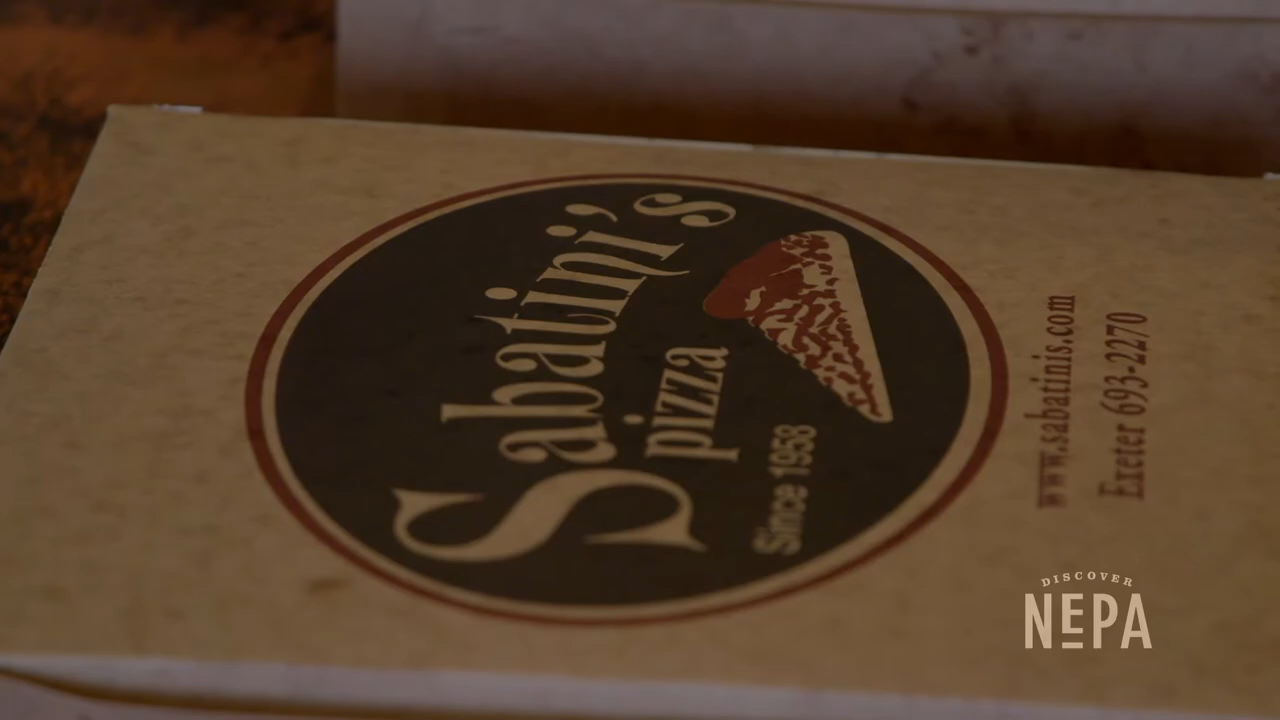 Sabatini's
pizza
Since 1958
www.sabatinis.com
Exeter 693-2270
DISCOVER
NEPA